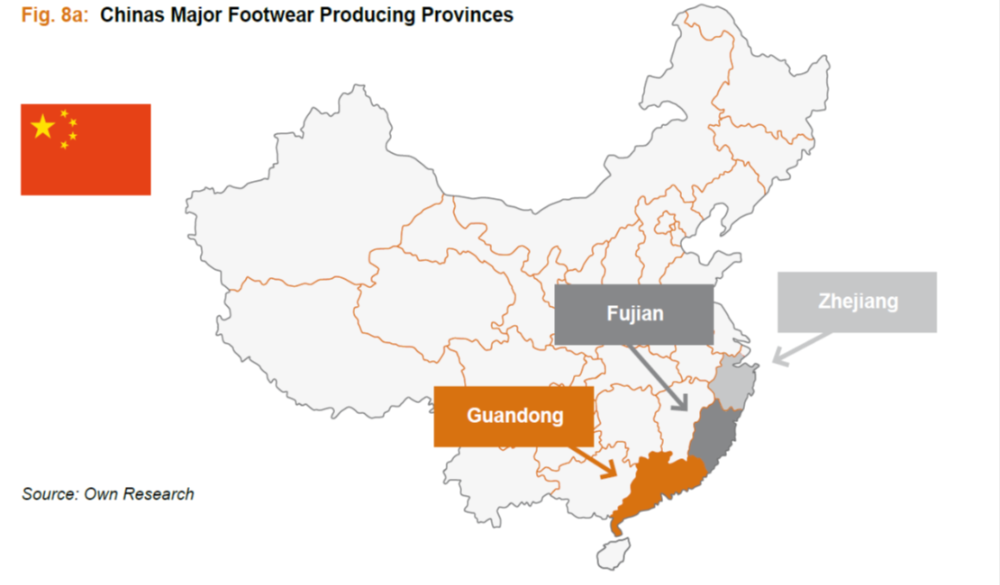 Fig. 8a: Chinas Major Footwear Producing Provinces
Zhejiang
Fujian
Guandong
Source: Own Research